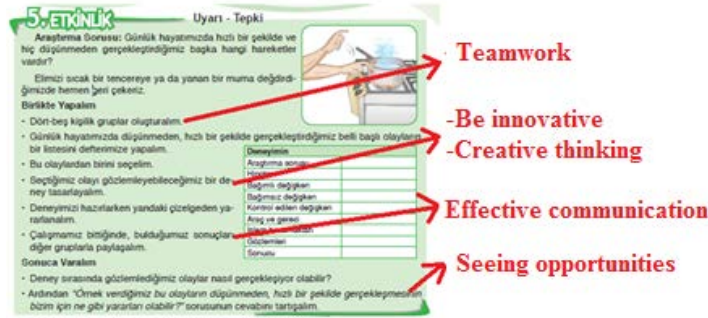 5. ETKİNLİK
Uyarı - Tepki
Araştırma Sorusu: Günlük hayatımızda hızlı bir şekilde ve
hiç düşünmeden gerçekleştirdiğimiz başka hangi hareketler
vardır?
Elimizi sıcak bir tencereye ya da yanan bir muma değdirdi-
ğimizde hemen geri çekeriz.
Birlikte Yapalım
• Dört-beş kişilik gruplar oluşturalım.
• Günlük hayatımızda düşünmeden, hızlı bir şekilde gerçekleştirdiğimiz belli başlı olayların
bir listesini defterimize yapalım.
• Bu olaylardan birini seçelim.
• Seçtiğimiz olayı gözlemleyebileceğimiz bir de-
ney tasarlayalım.
• Deneyimizi hazırlarken yandaki çizelgeden ya-
rarlanalım.
• Çalışmamız bittiğinde, bulduğumuz sonuçları
diğer gruplarla paylaşalım.
Deneyimin
Araştırma sorusu
Bağımlı değişken
Bağımsız değişken
Kontrol edilen değişken
Araç ve gereci
Gözlemleri
Sonucu
Sonuca Varalım
• Deney sırasında gözlemlediğimiz olaylar nasıl gerçekleşiyor olabilir?
• Ardından "Örnek verdiğimiz bu olayların düşünmeden, hızlı bir şekilde gerçekleşmesinin
bizim için ne gibi yararları olabilir?" sorusunun cevabını tartışalım.
Teamwork
-Be innovative
-Creative thinking
Effective communication
Seeing opportunities